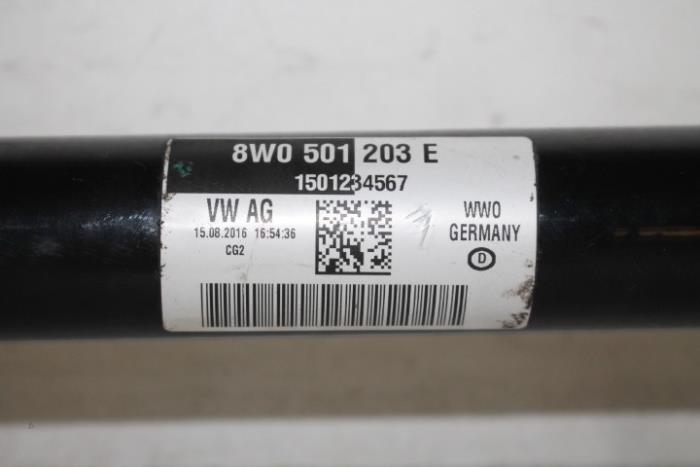 8W0 501 203 E
1501234567
VW AG
15.08.2016 16:54:36
CG2
WWO
GERMANY
D